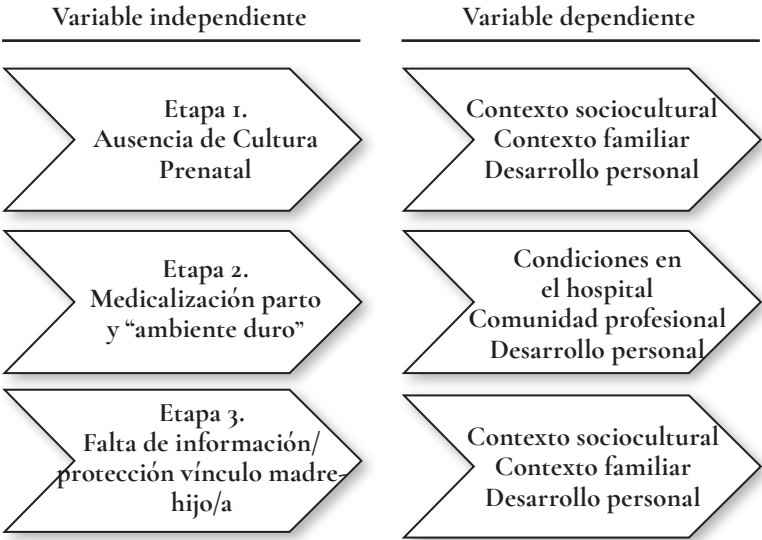 Variable independiente
Variable dependiente
Etapa 1.
Ausencia de Cultura
Prenatal
Contexto sociocultural
Contexto familiar
Desarrollo personal
Etapa 2.
Medicalización parto
y “ambiente duro”
Condiciones en
el hospital
Comunidad profesional
Desarrollo personal
Etapa 3.
Falta de información/
protección vínculo madre-
hijo/a
Contexto sociocultural
Contexto familiar
Desarrollo personal